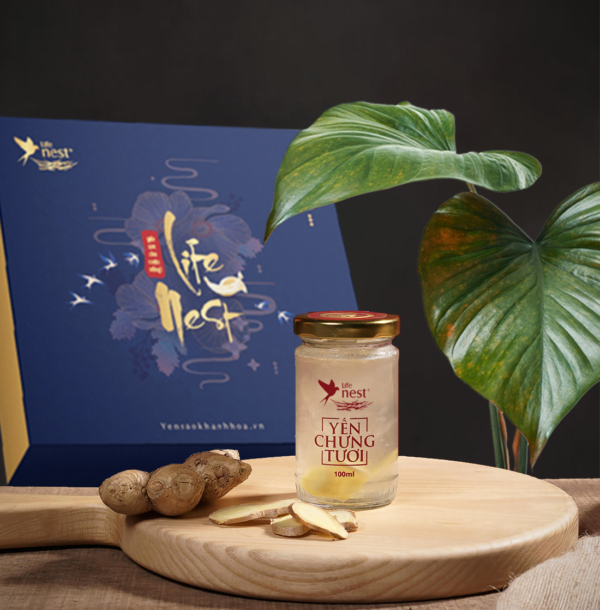 life
nest®
Life
Nest
Yensaokhanhhoa.vn
life
nest®
YẾN
CHƯNG
TƯƠI
100ml